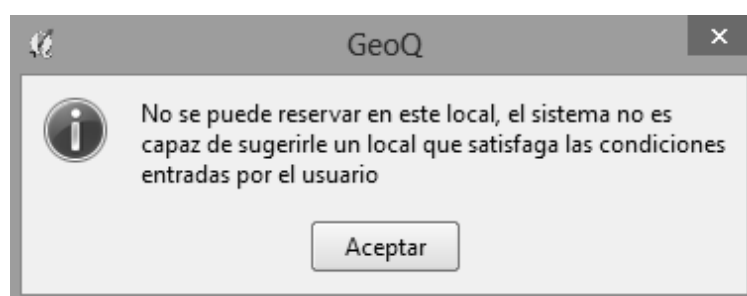 GeoQ
No se puede reservar en este local, el sistema no es
capaz de sugerirle un local que satisfaga las condiciones
entradas por el usuario
Aceptar